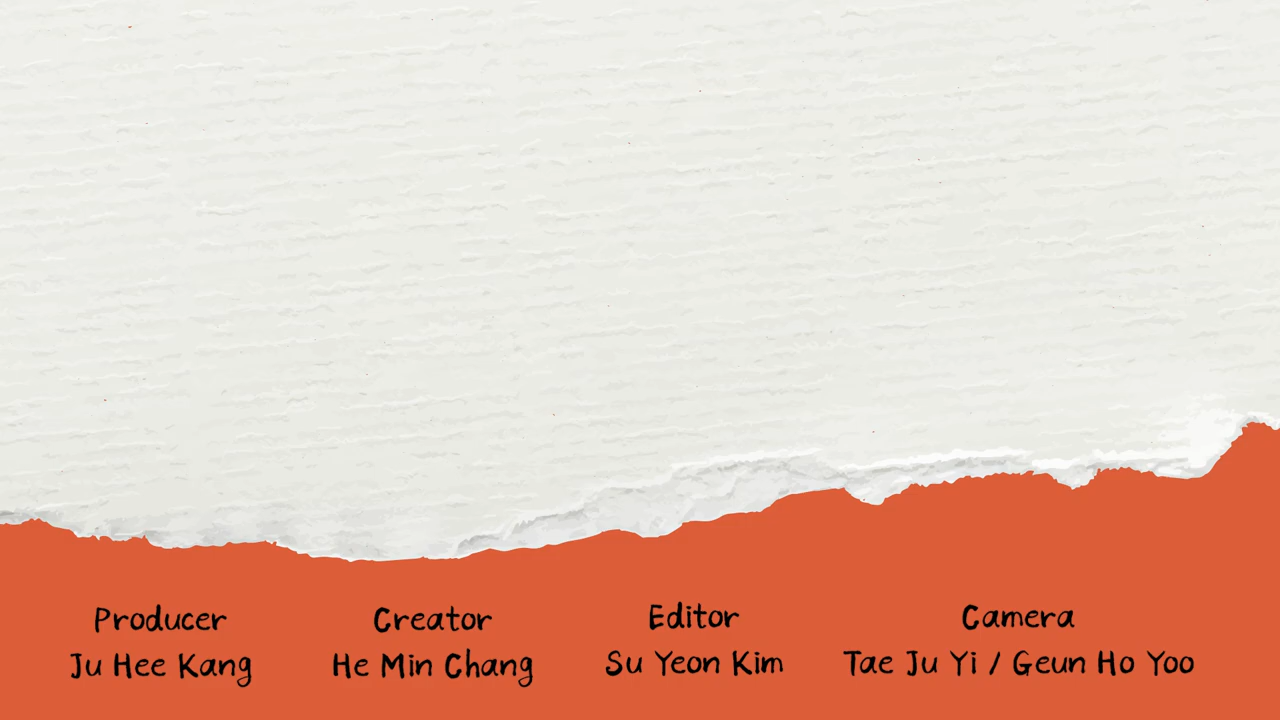 Producer
Ju Hee Kang
Creator
He Min Chang
Editor
Su Yeon Kim
Camera
Tae Ju Yi / Geun Ho Yoo